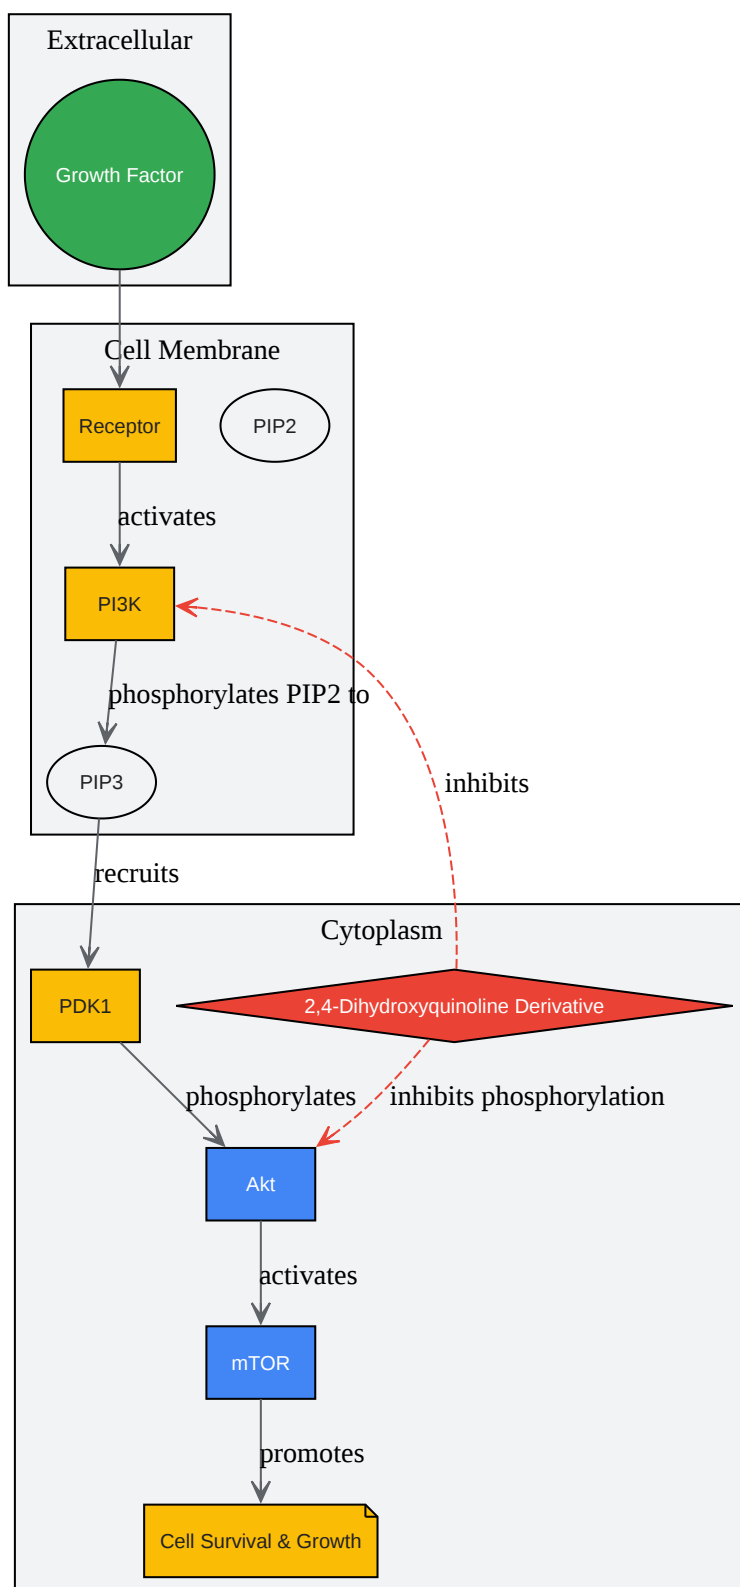 Extracellular
Growth Factor
Cell Membrane
Receptor
PIP2
activates
PI3K
phosphorylates PIP2 to
PIP3
inhibits
recruits
Cytoplasm
PDK1
2,4-Dihydroxyquinoline Derivative
phosphorylates
inhibits phosphorylation
Akt
activates
mTOR
promotes
Cell Survival & Growth